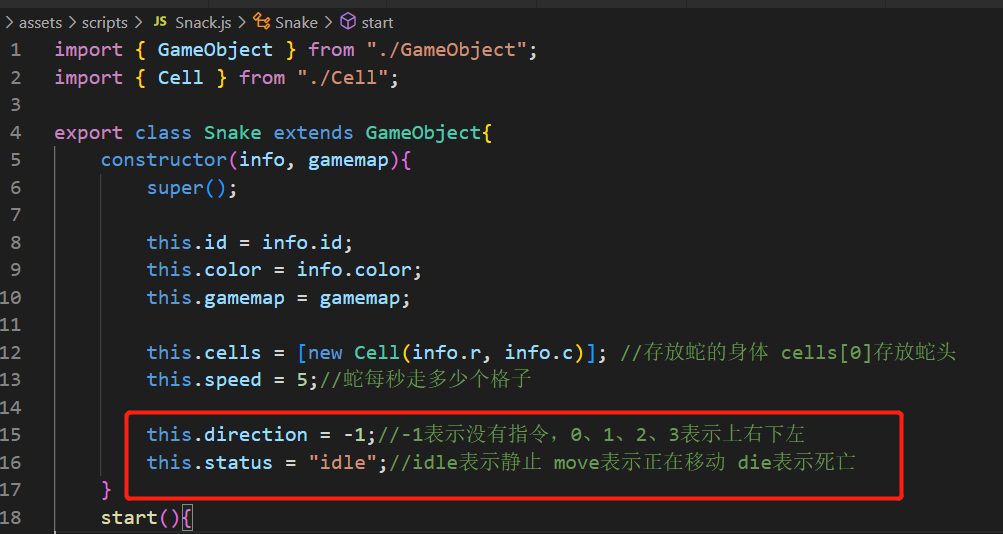 assets > scripts > JS Snack.js > Snake > start
1 import { GameObject } from "./GameObject";
2 import { Cell } from "./Cell";
3
4 export class Snake extends GameObject{
5 constructor(info, gamemap){
6 super();
7
8 this.id = info.id;
9 this.color = info.color;
10 this.gamemap = gamemap;
11
12 this.cells = [new Cell(info.r, info.c)]; //存放蛇的身体 cells[0]存放蛇头
13 this.speed = 5;//蛇每秒走多少个格子
14
15 this.direction = -1;//-1表示没有指令，0、1、2、3表示上右下左
16 this.status = "idle";//idle表示静止 move表示正在移动 die表示死亡
17 }
18 start(){